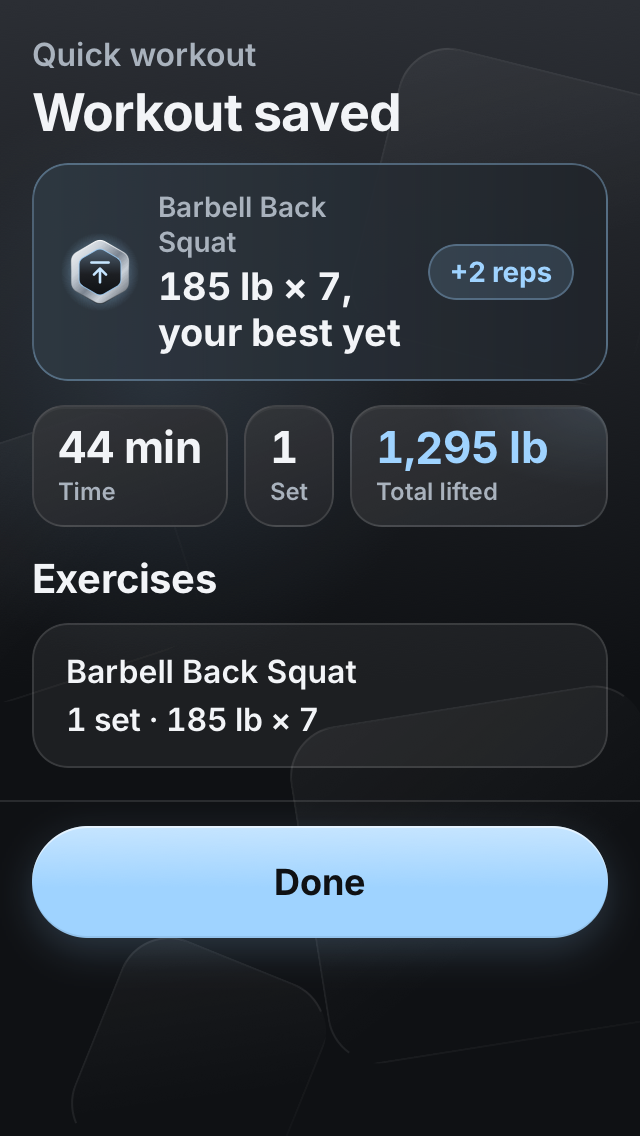 Quick workout
Workout saved
Barbell Back
Squat
185 lb × 7,
your best yet
+2 reps
44 min
Time
1
Set
1,295 lb
Total lifted
Exercises
Barbell Back Squat
1 set · 185 lb × 7
Done